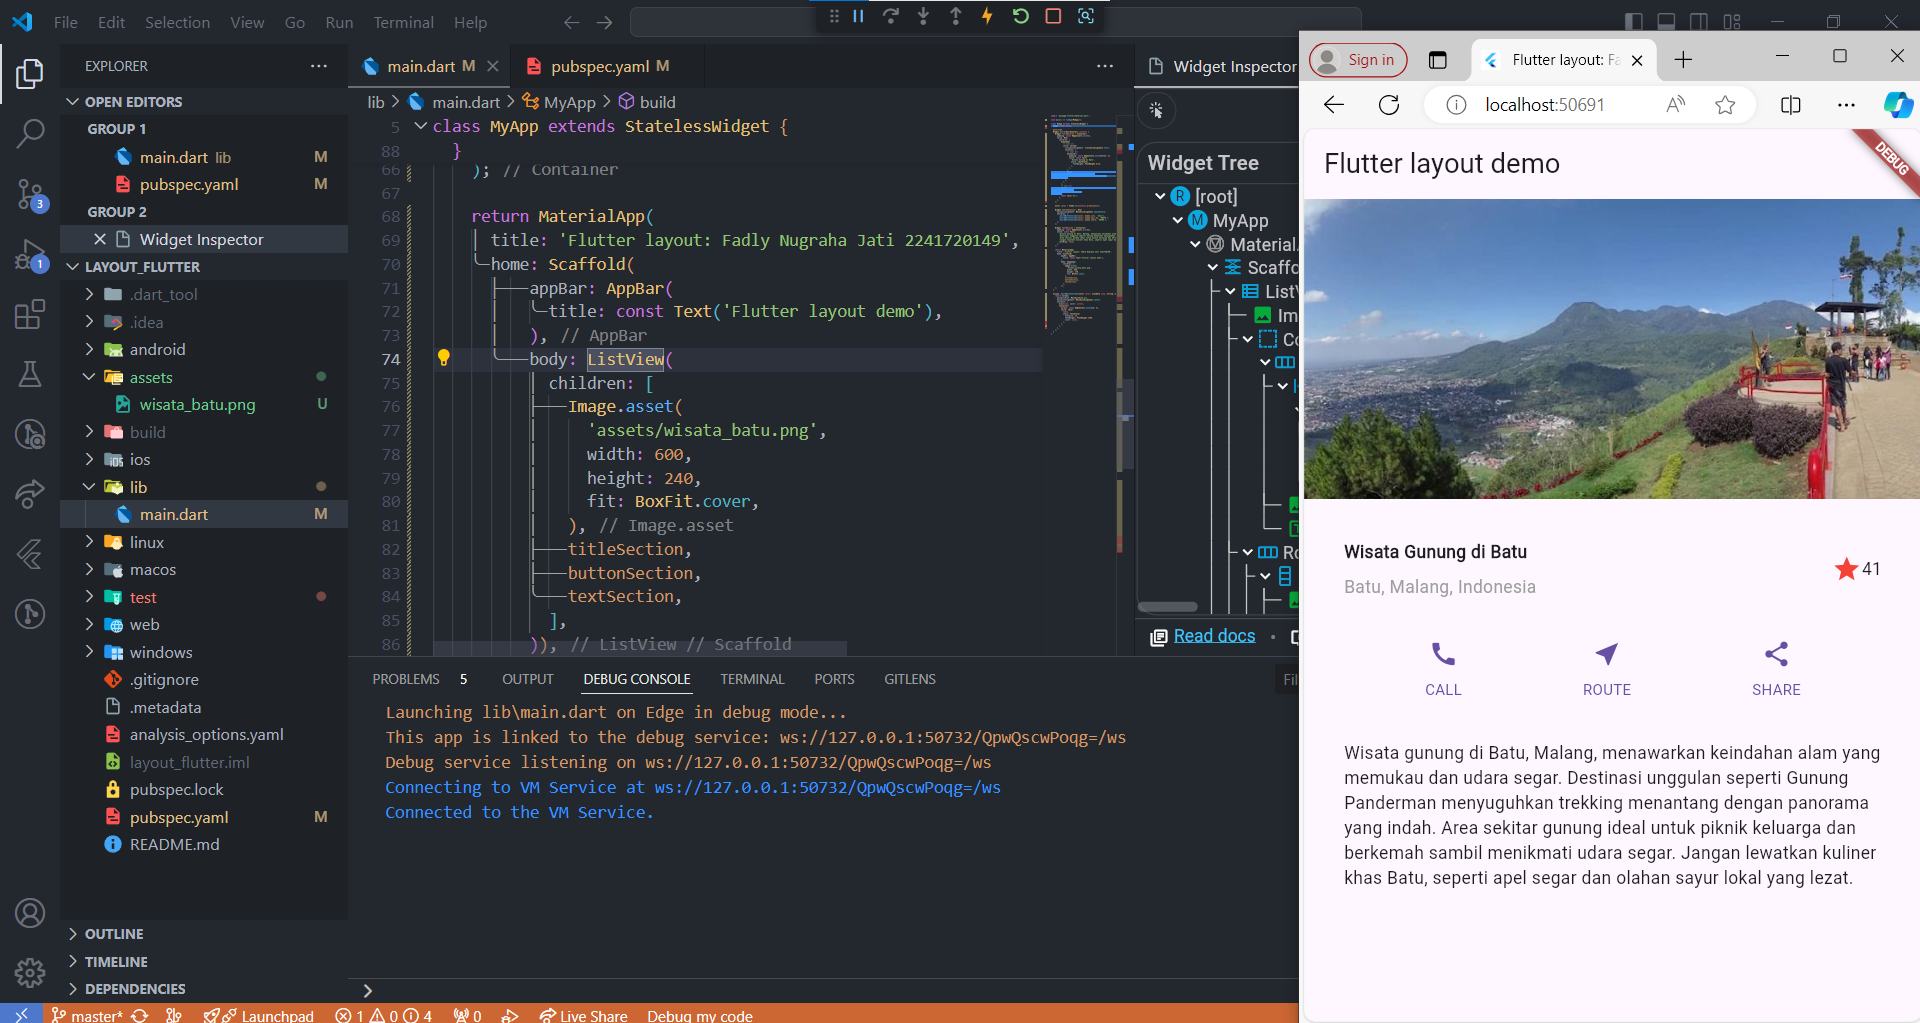 File Edit Selection View Go Run Terminal Help
EXPLORER
OPEN EDITORS
GROUP 1
main.dart lib M
pubspec.yaml M
GROUP 2
Widget Inspector
LAYOUT_FLUTTER
.dart_tool
.idea
android
assets
wisata_batu.png U
build
ios
lib
main.dart M
linux
macos
test
web
windows
.gitignore
.metadata
analysis_options.yaml
layout_flutter.iml
pubspec.lock
pubspec.yaml M
README.md
OUTLINE
TIMELINE
DEPENDENCIES
3
1
main.dart M
pubspec.yaml M
lib > main.dart > MyApp > build
5 class MyApp extends StatelessWidget {
88 }
66 ); // Container
67
68 return MaterialApp(
69 title: 'Flutter layout: Fadly Nugraha Jati 2241720149',
70 home: Scaffold(
71 appBar: AppBar(
72 title: const Text('Flutter layout demo'),
73 ), // AppBar
74 body: ListView(
75 children: [
76 Image.asset(
77 'assets/wisata_batu.png',
78 width: 600,
79 height: 240,
80 fit: BoxFit.cover,
81 ), // Image.asset
82 titleSection,
83 buttonSection,
84 textSection,
85 ],
86 )), // ListView // Scaffold
Widget Inspector
Widget Tree
R [root]
M MyApp
Material
Scaffo
List
Im
Co
Ro
Read docs
PROBLEMS 5 OUTPUT DEBUG CONSOLE TERMINAL PORTS GITLENS
Fil
Launching lib\main.dart on Edge in debug mode...
This app is linked to the debug service: ws://127.0.0.1:50732/QpwQscwPoqg=/ws
Debug service listening on ws://127.0.0.1:50732/QpwQscwPoqg=/ws
Connecting to VM Service at ws://127.0.0.1:50732/QpwQscwPoqg=/ws
Connected to the VM Service.
master* Launchpad 1 0 4 0 Live Share Debug my code
Sign in
Flutter layout: Fa
localhost:50691
Flutter layout demo
DEBUG
Wisata Gunung di Batu
Batu, Malang, Indonesia
41
CALL ROUTE SHARE
Wisata gunung di Batu, Malang, menawarkan keindahan alam yang
memukau dan udara segar. Destinasi unggulan seperti Gunung
Panderman menyuguhkan trekking menantang dengan panorama
yang indah. Area sekitar gunung ideal untuk piknik keluarga dan
berkemah sambil menikmati udara segar. Jangan lewatkan kuliner
khas Batu, seperti apel segar dan olahan sayur lokal yang lezat.